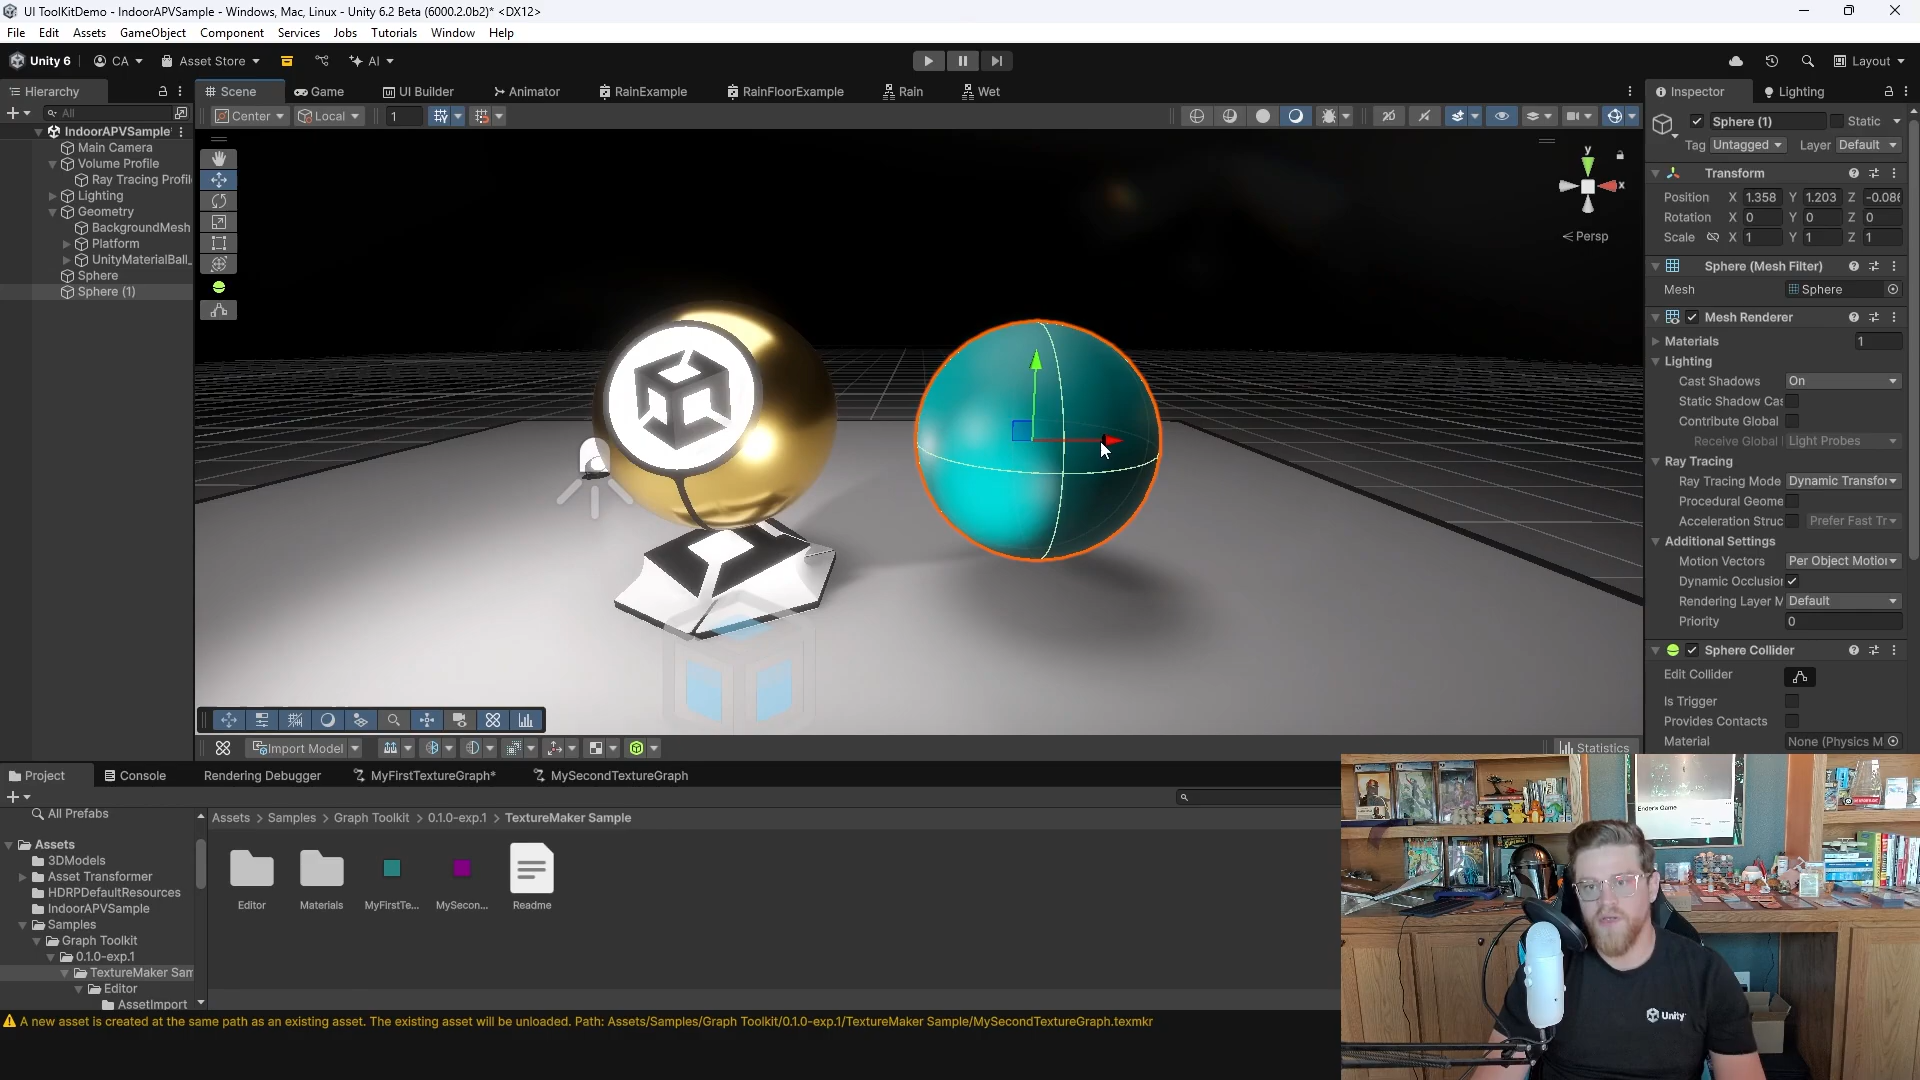 UI ToolKitDemo - IndoorAPVSample - Windows, Mac, Linux - Unity 6.2 Beta (6000.2.0b2)* <DX12>
File Edit Assets GameObject Component Services Jobs Tutorials Window Help
Unity 6 CA Asset Store AI Layout
Hierarchy Scene Game UI Builder Animator RainExample RainFloorExample Rain Wet Inspector Lighting
All
Center Local 1 2D
IndoorAPVSample
Main Camera
Volume Profile
Ray Tracing Profil
Lighting
Geometry
BackgroundMesh
Platform
UnityMaterialBall_
Sphere
Sphere (1)
y
x
Persp
Sphere (1) Static
Tag Untagged Layer Default
Transform
Position X 1.358 Y 1.203 Z -0.086
Rotation X 0 Y 0 Z 0
Scale X 1 Y 1 Z 1
Sphere (Mesh Filter)
Mesh Sphere
Mesh Renderer
Materials 1
Lighting
Cast Shadows On
Static Shadow Cas
Contribute Global
Receive Global I Light Probes
Ray Tracing
Ray Tracing Mode Dynamic Transfor
Procedural Geome
Acceleration Struc Prefer Fast Tr
Additional Settings
Motion Vectors Per Object Motion
Dynamic Occlusion
Rendering Layer M Default
Priority 0
Sphere Collider
Edit Collider
Is Trigger
Provides Contacts
Material None (Physics M
Import Model Statistics
Project Console Rendering Debugger MyFirstTextureGraph* MySecondTextureGraph
All Prefabs
Assets
3DModels
Asset Transformer
HDRPDefaultResources
IndoorAPVSample
Samples
Graph Toolkit
0.1.0-exp.1
TextureMaker Sam
Editor
AssetImport
Assets > Samples > Graph Toolkit > 0.1.0-exp.1 > TextureMaker Sample
Editor Materials MyFirstTe... MySecon... Readme
A new asset is created at the same path as an existing asset. The existing asset will be unloaded. Path: Assets/Samples/Graph Toolkit/0.1.0-exp.1/TextureMaker Sample/MySecondTextureGraph.texmkr
Ender's Game
Unity